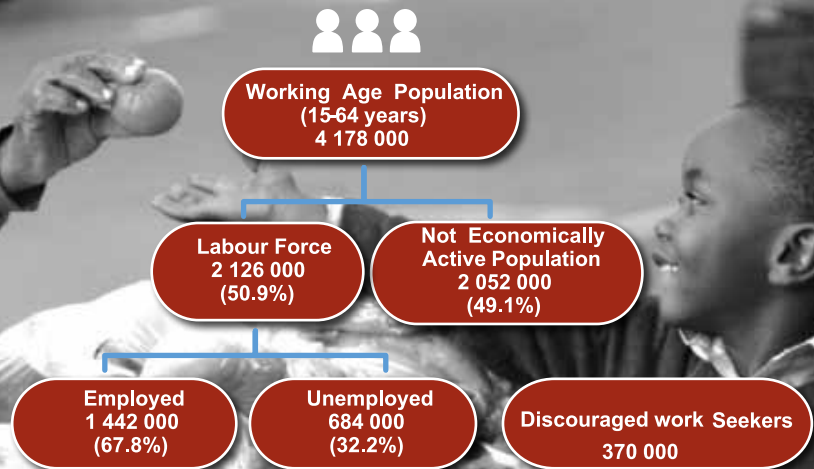 Working Age Population
(15-64 years)
4 178 000
Labour Force
2 126 000
(50.9%)
Not Economically
Active Population
2 052 000
(49.1%)
Employed
1 442 000
(67.8%)
Unemployed
684 000
(32.2%)
Discouraged work Seekers
370 000